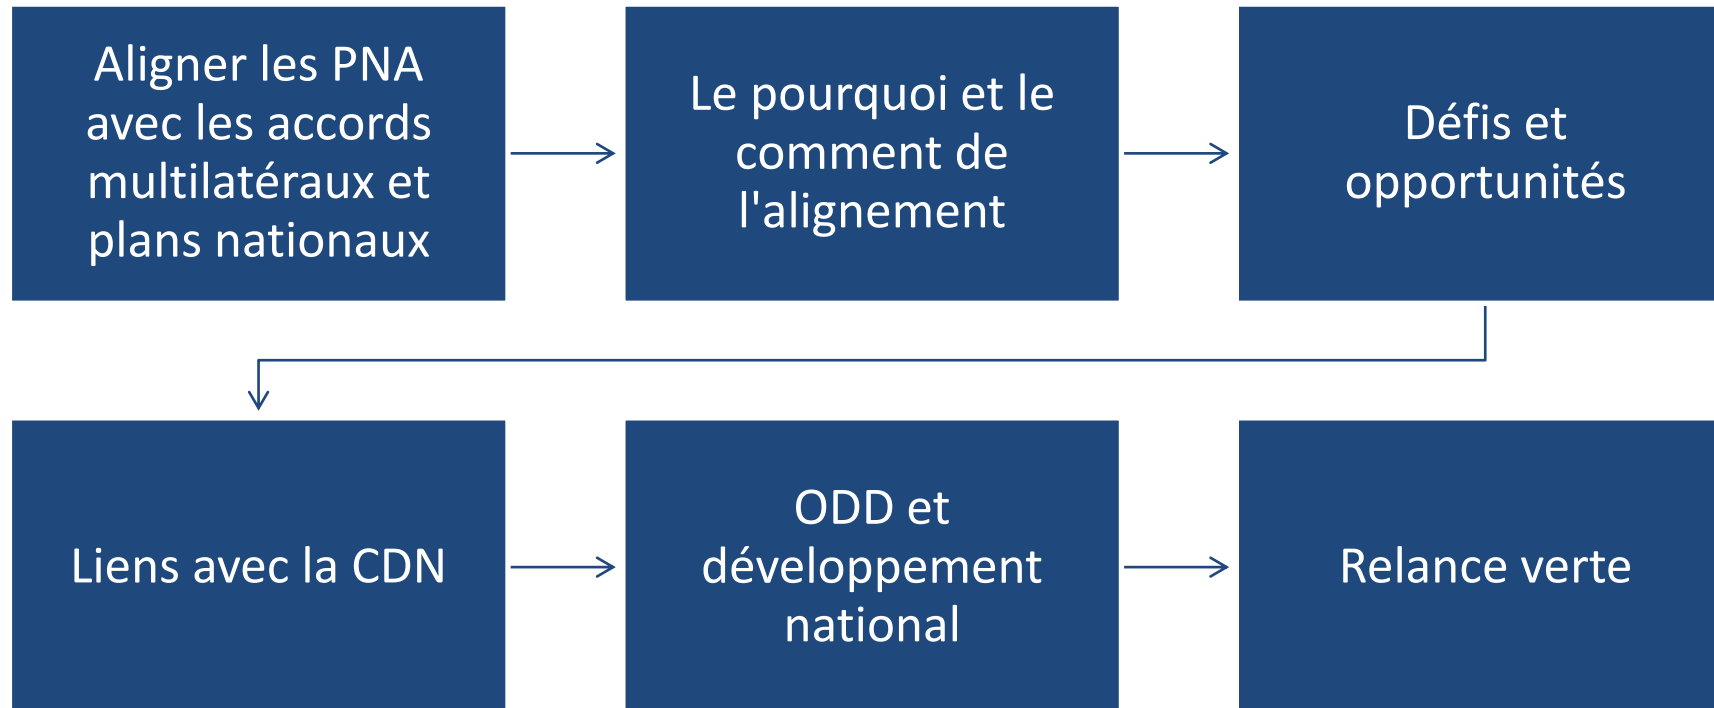 Aligner les PNA
avec les accords
multilatéraux et
plans nationaux
Le pourquoi et le
comment de
l'alignement
Défis et
opportunités
Liens avec la CDN
ODD et
développement
national
Relance verte